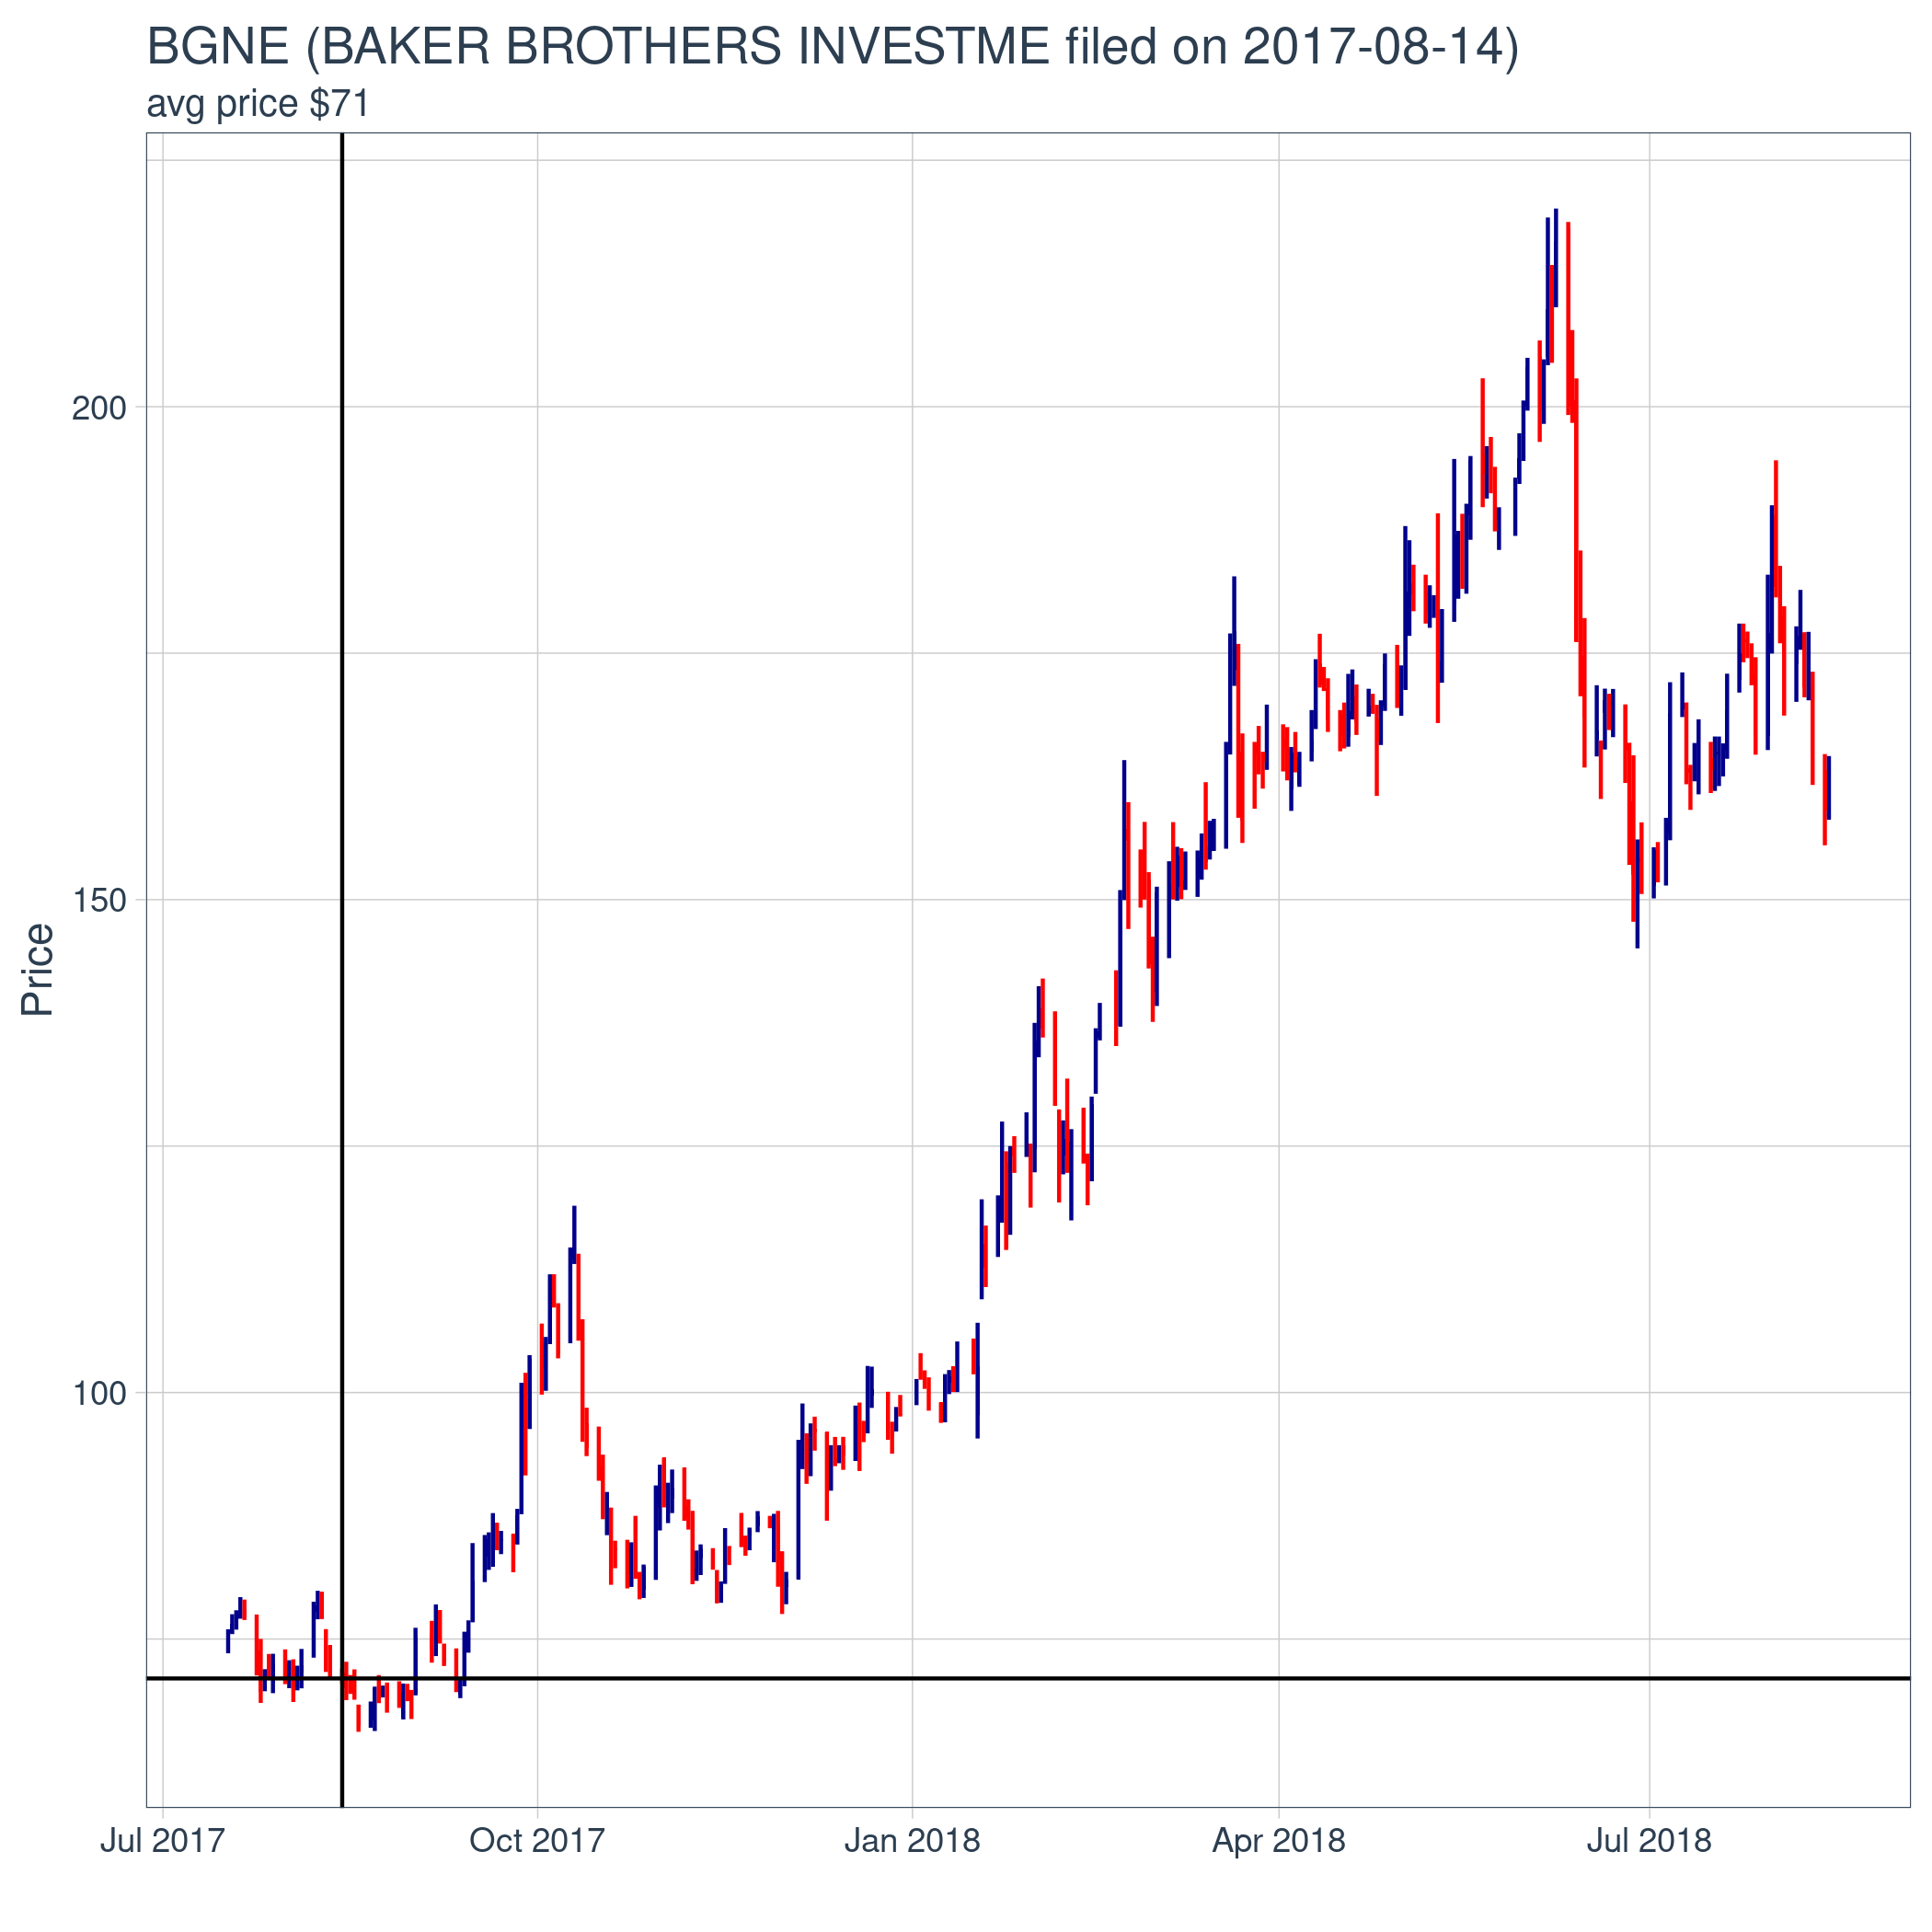 BGNE (BAKER BROTHERS INVESTME filed on 2017-08-14)
avg price $71
200
150
100
Price
Jul 2017
Oct 2017
Jan 2018
Apr 2018
Jul 2018